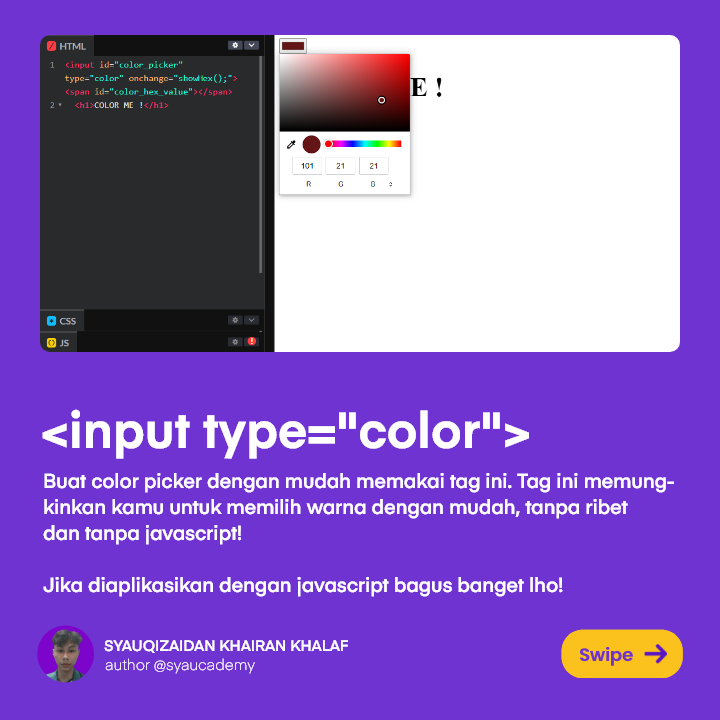 HTML
1 <input id="color_picker"
type="color" onchange="showHex();">
<span id="color_hex_value"></span>
2 <h1>COLOR ME !</h1>
E !
101 21 21
R G B
CSS
JS
<input type="color">
Buat color picker dengan mudah memakai tag ini. Tag ini memung-
kinkan kamu untuk memilih warna dengan mudah, tanpa ribet
dan tanpa javascript!
Jika diaplikasikan dengan javascript bagus banget lho!
SYAUQIZAIDAN KHAIRAN KHALAF
author @syaucademy
Swipe